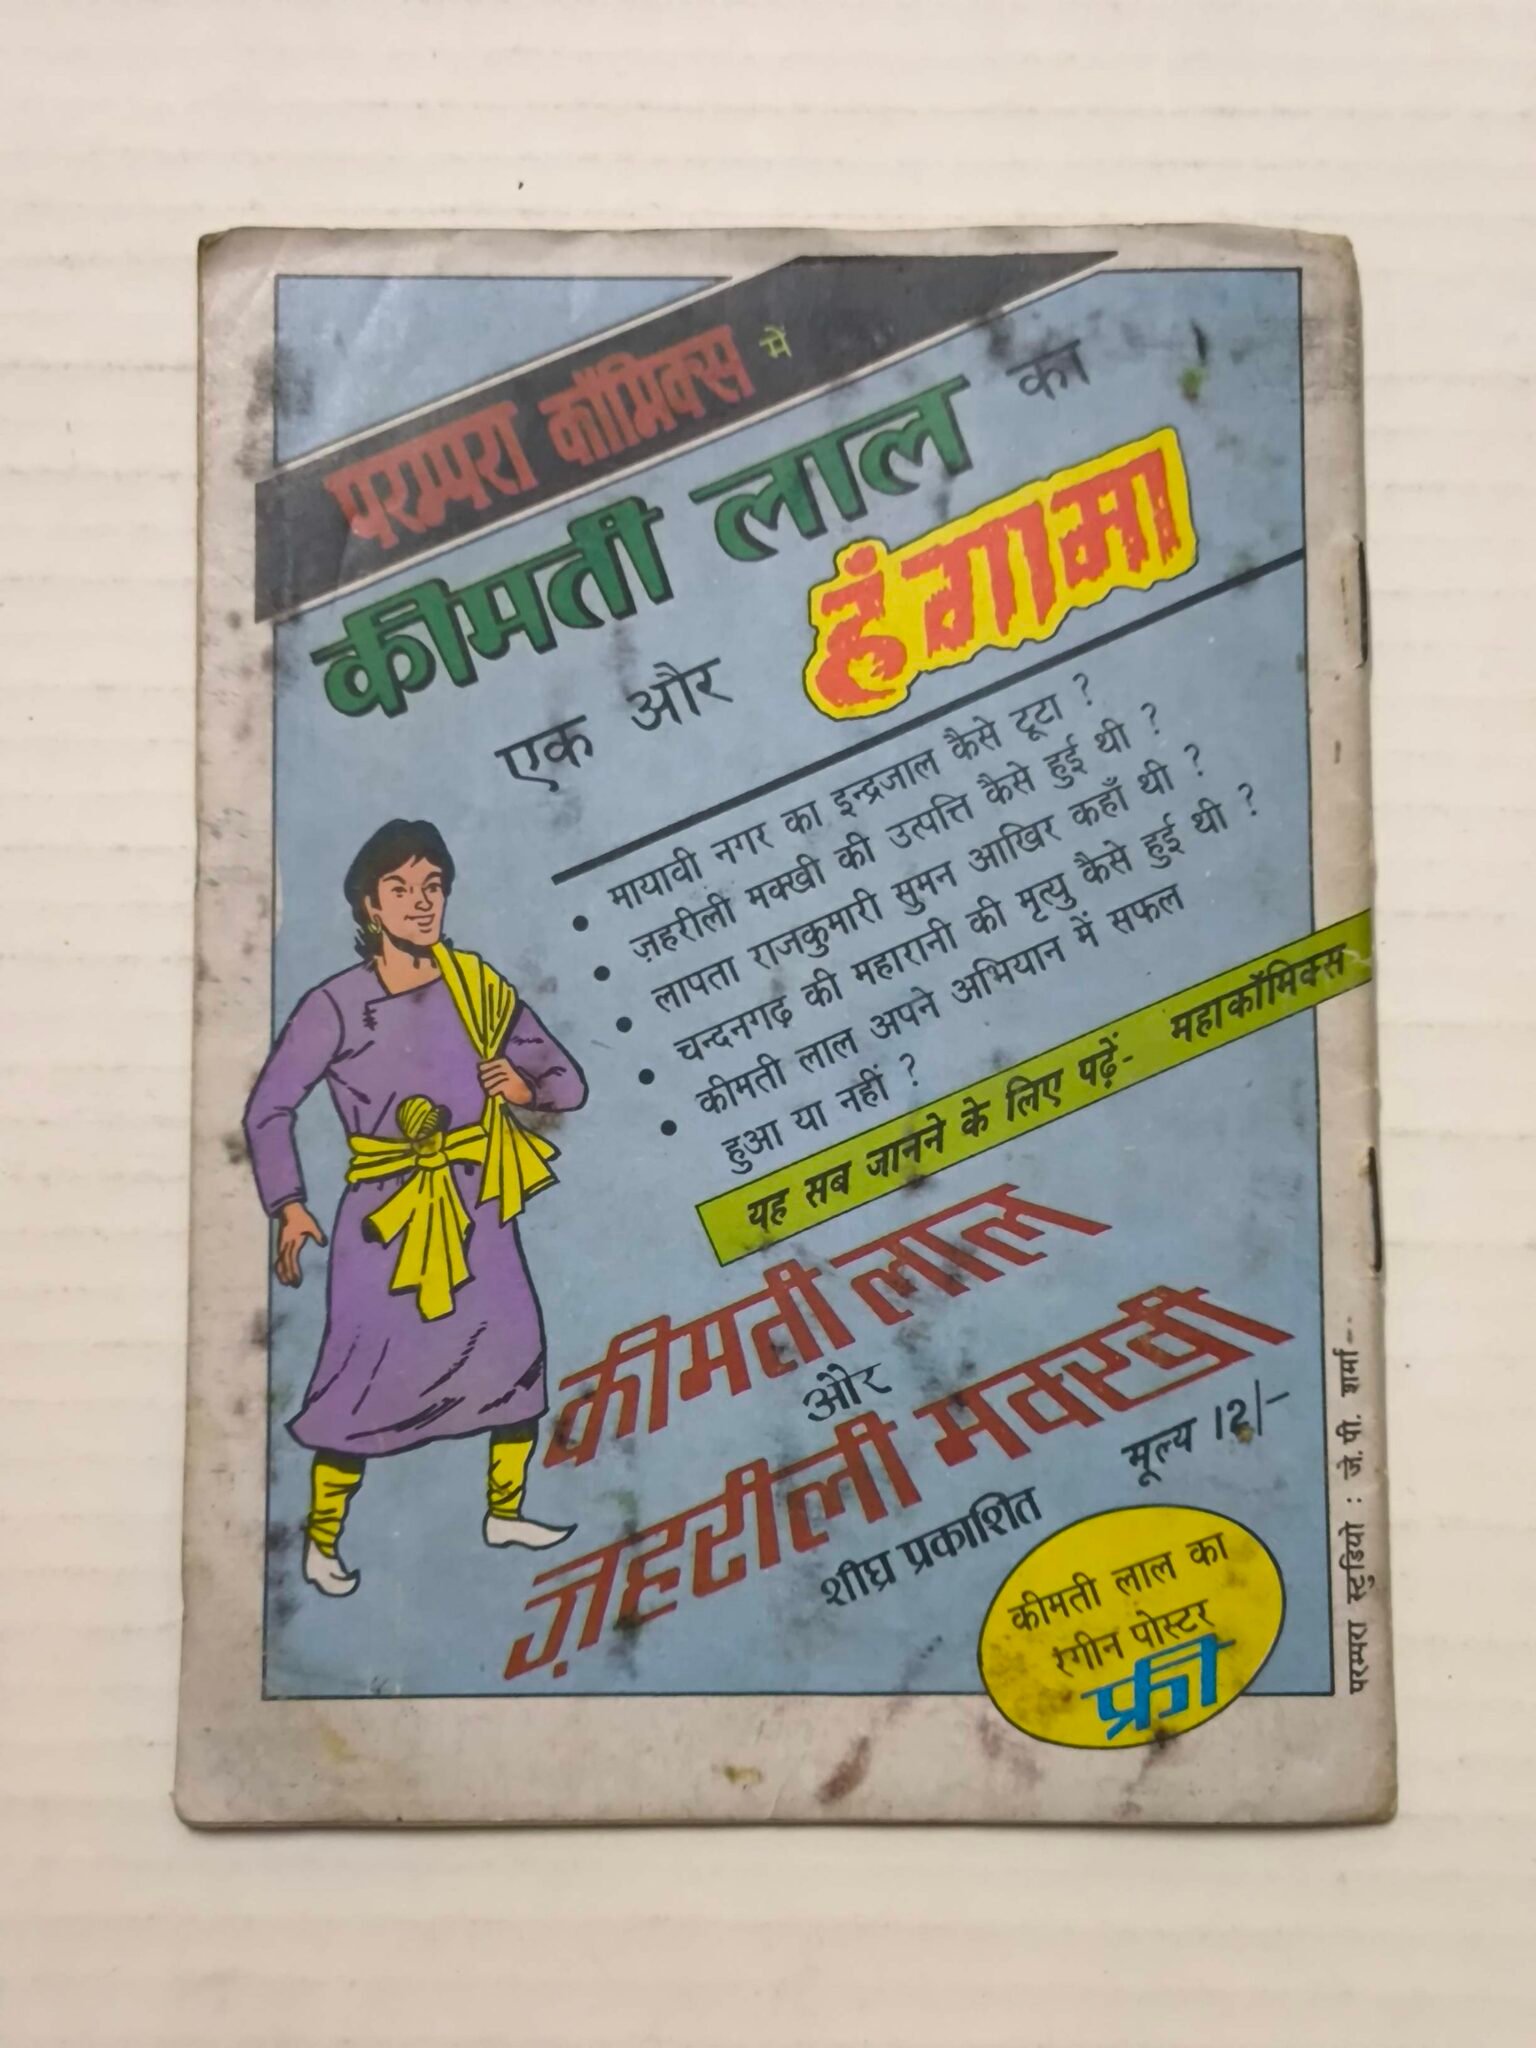 परम्परा कॉमिक्स में
कीमती लाल का
एक और हंगामा
• मायावी नगर का इन्द्रजाल कैसे टूटा ?
• ज़हरीली मक्खी की उत्पत्ति कैसे हुई थी ?
• लापता राजकुमारी सुमन आखिर कहाँ थी ?
• चन्दनगढ़ की महारानी की मृत्यु कैसे हुई थी ?
• कीमती लाल अपने अभियान में सफल
हुआ या नहीं ?
यह सब जानने के लिए पढ़ें- महाकॉमिक्स
कीमती लाल
और
ज़हरीली मक्खी
शीघ्र प्रकाशित मूल्य 12/-
कीमती लाल का
रंगीन पोस्टर
फ्री
परम्परा स्टुडियो : जे. पी. शर्मा--